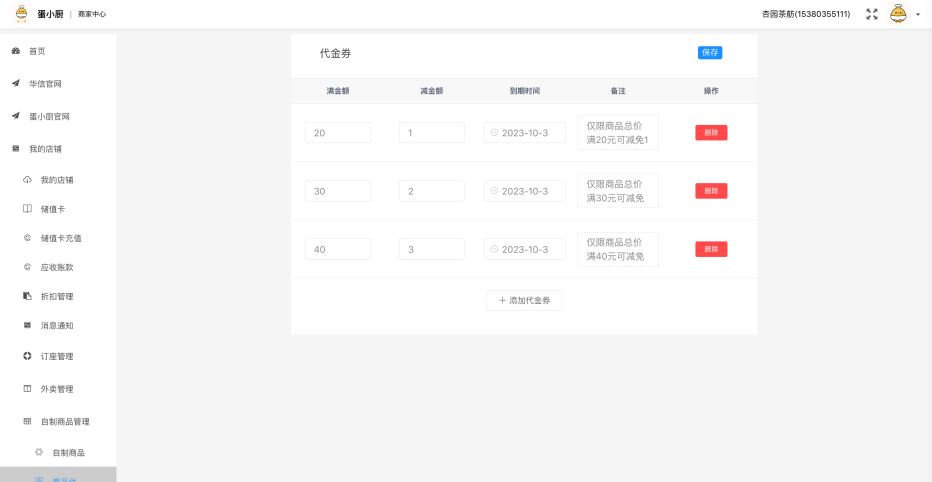 蛋小厨 | 商家中心
杏园茶舫(15380355111)
首页
华信官网
蛋小厨官网
我的店铺
我的店铺
储值卡
储值卡充值
应收账款
折扣管理
消息通知
订座管理
外卖管理
自制商品管理
自制商品
代金券
保存
满金额 减金额 到期时间 备注 操作
20 1 2023-10-3 仅限商品总价
满20元可减免1
删除
30 2 2023-10-3 仅限商品总价
满30元可减免
删除
40 3 2023-10-3 仅限商品总价
满40元可减免
删除
+ 添加代金券